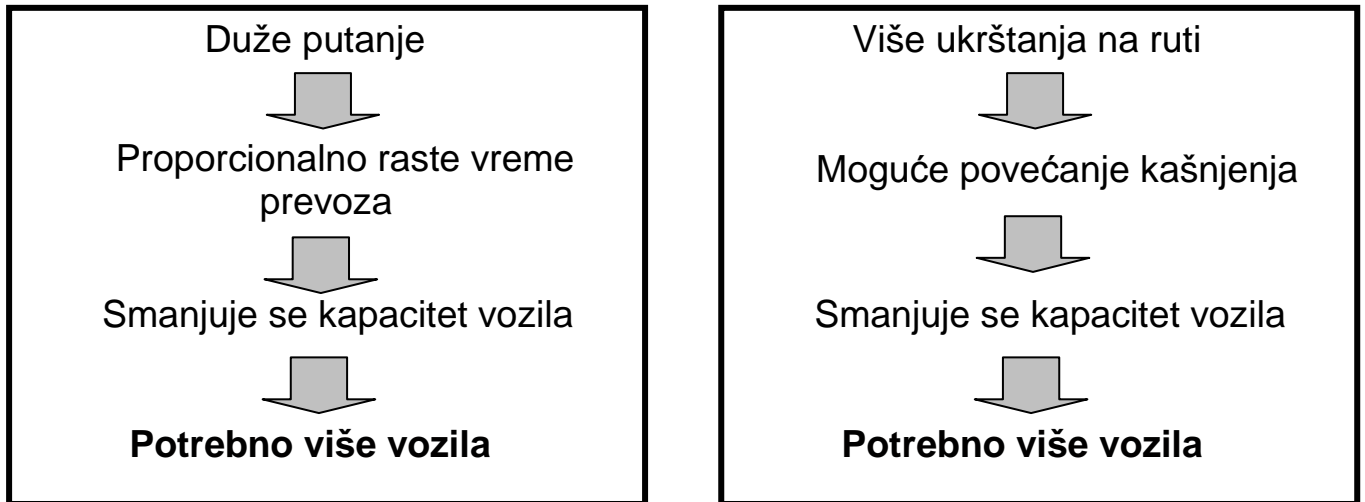 Duže putanje
Proporcionalno raste vreme
prevoza
Smanjuje se kapacitet vozila
Potrebno više vozila
Više ukrštanja na ruti
Moguće povećanje kašnjenja
Smanjuje se kapacitet vozila
Potrebno više vozila